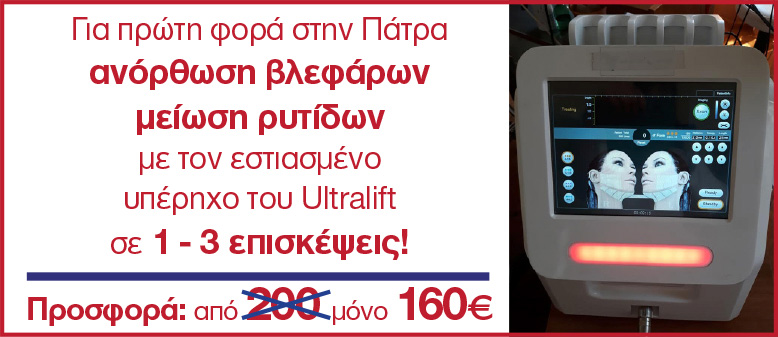 Για πρώτη φορά στην Πάτρα
ανόρθωση βλεφάρων
μείωση ρυτίδων
με τον εστιασμένο
υπέρηχο του Ultralift
σε 1 - 3 επισκέψεις!
Προσφορά: από 200 μόνο 160€